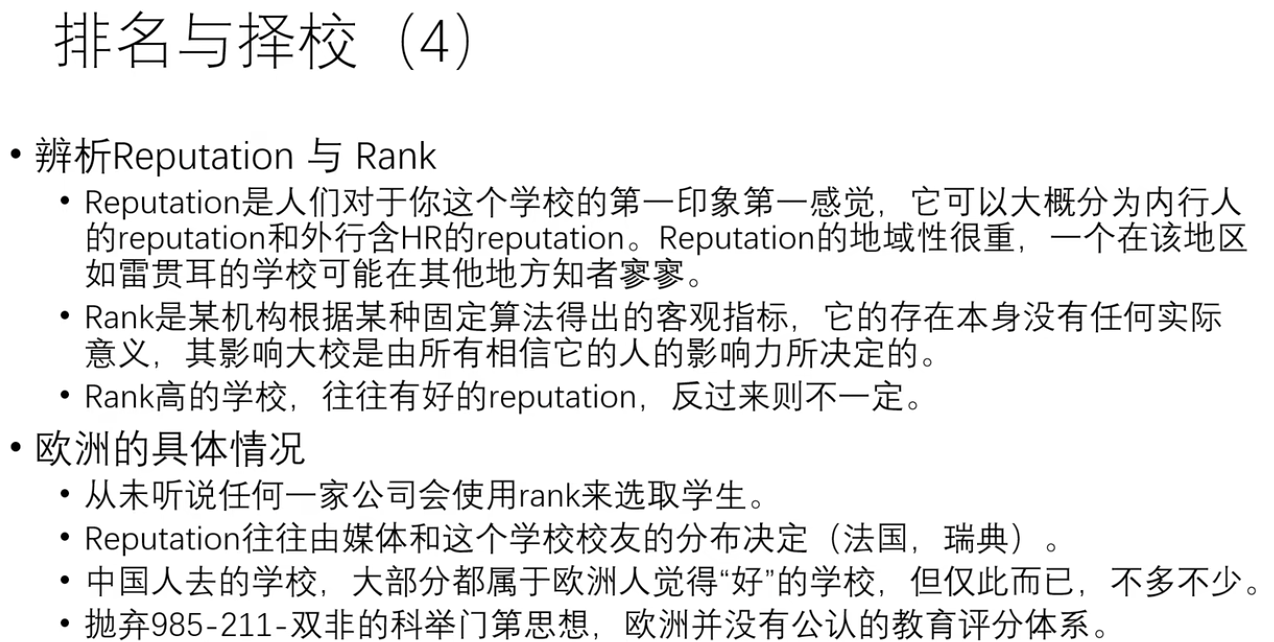 排名与择校（4）
• 辨析Reputation 与 Rank
• Reputation是人们对于你这个学校的第一印象第一感觉，它可以大概分为内行人
的reputation和外行含HR的reputation。Reputation的地域性很重，一个在该地区
如雷贯耳的学校可能在其他地方知者寥寥。
• Rank是某机构根据某种固定算法得出的客观指标，它的存在本身没有任何实际
意义，其影响大校是由所有相信它的人的影响力所决定的。
• Rank高的学校，往往有好的reputation，反过来则不一定。
• 欧洲的具体情况
• 从未听说任何一家公司会使用rank来选取学生。
• Reputation往往由媒体和这个学校校友的分布决定（法国，瑞典）。
• 中国人去的学校，大部分都属于欧洲人觉得“好”的学校，但仅此而已，不多不少。
• 抛弃985-211-双非的科举门第思想，欧洲并没有公认的教育评分体系。